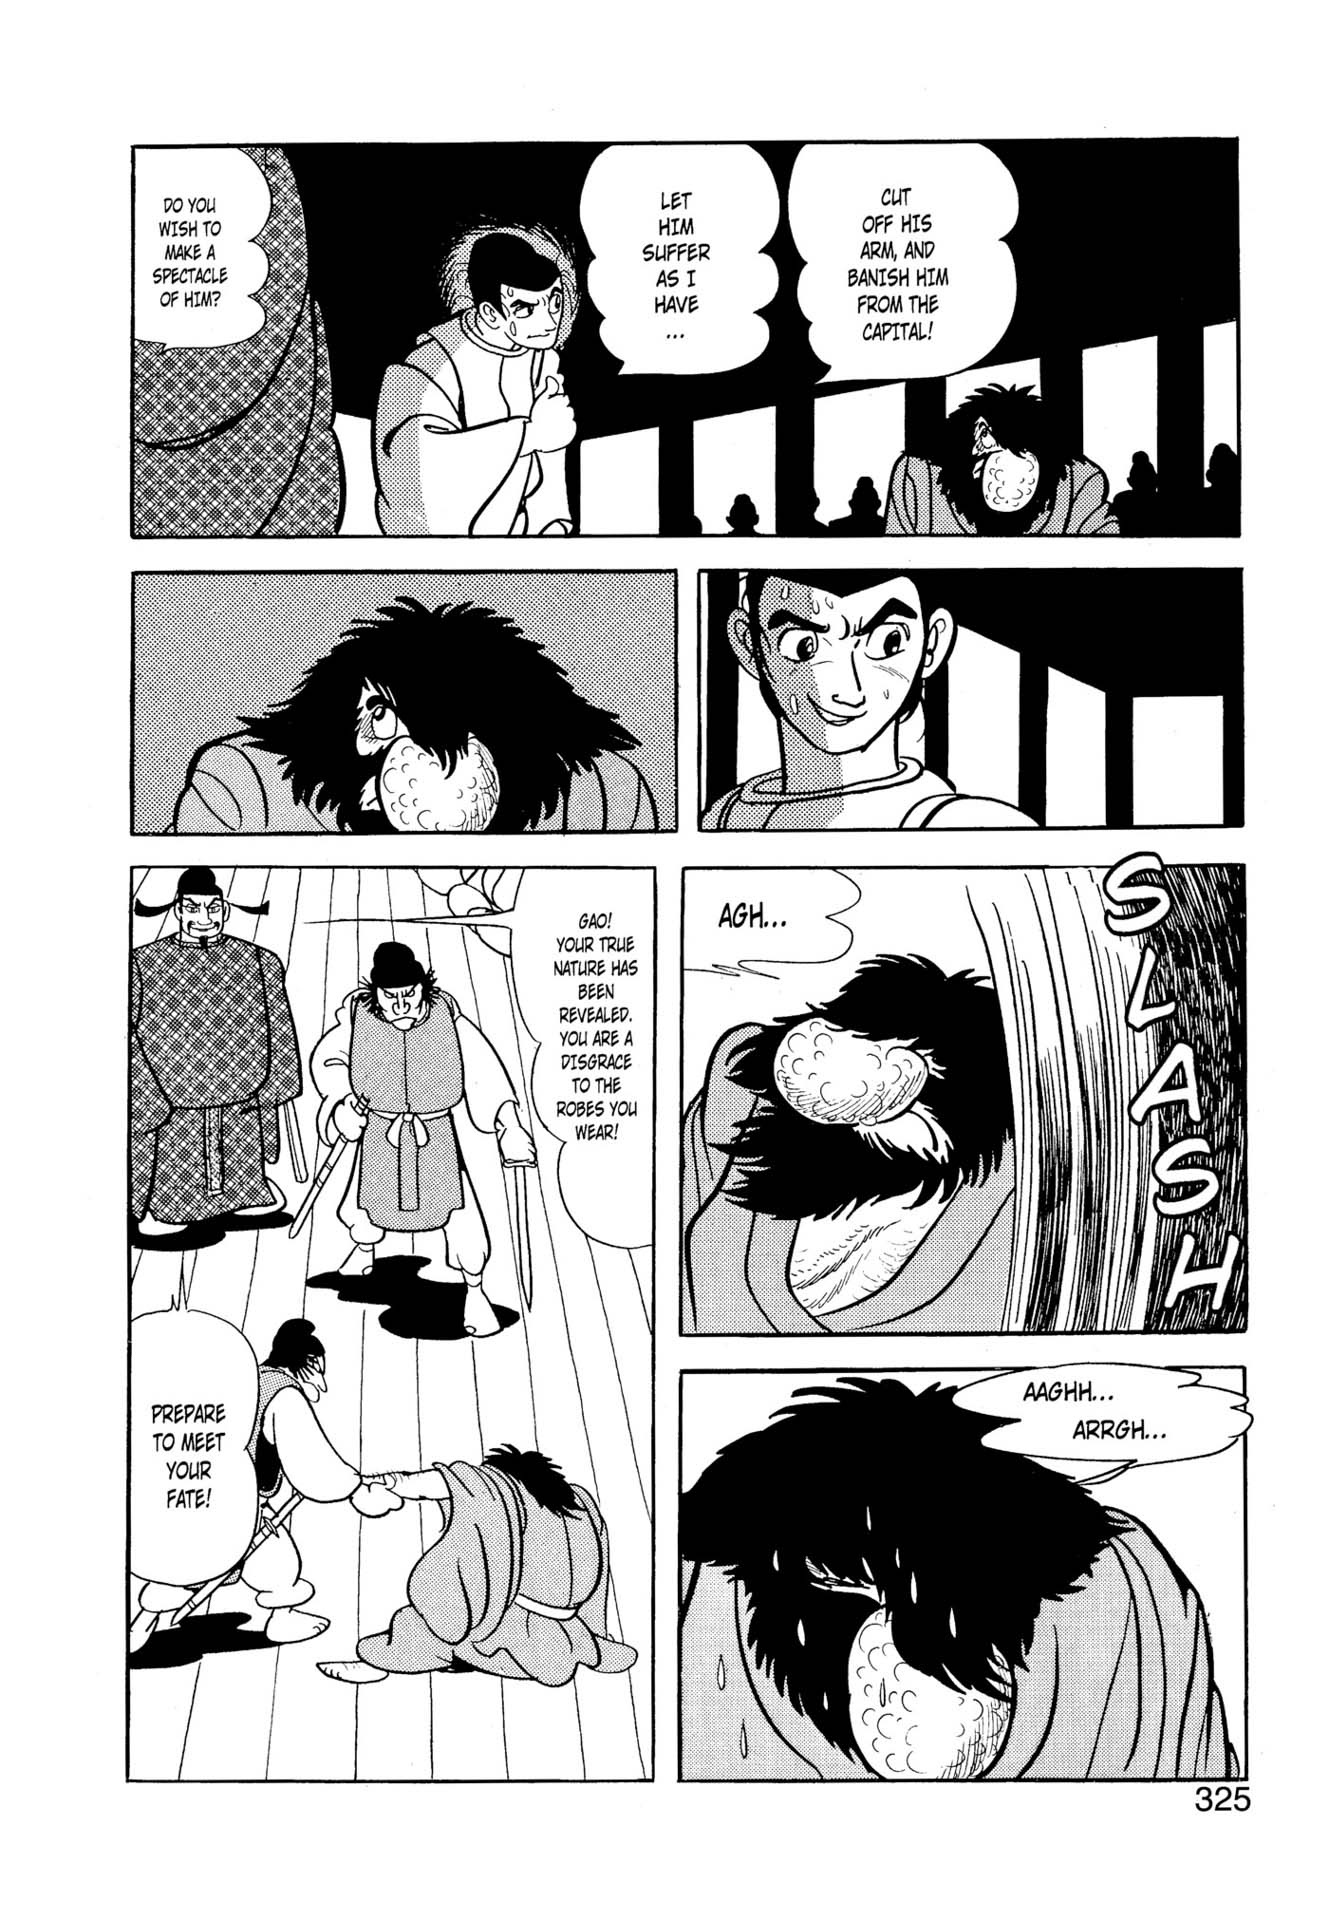 DO YOU
WISH TO
MAKE A
SPECTACLE
OF HIM?
LET
HIM
SUFFER
AS I
HAVE
...
CUT
OFF HIS
ARM, AND
BANISH HIM
FROM THE
CAPITAL!
GAO!
YOUR TRUE
NATURE HAS
BEEN
REVEALED.
YOU ARE A
DISGRACE
TO THE
ROBES YOU
WEAR!
PREPARE
TO MEET
YOUR
FATE!
AGH...
SLASH
AAGHH...
ARRGH...
325